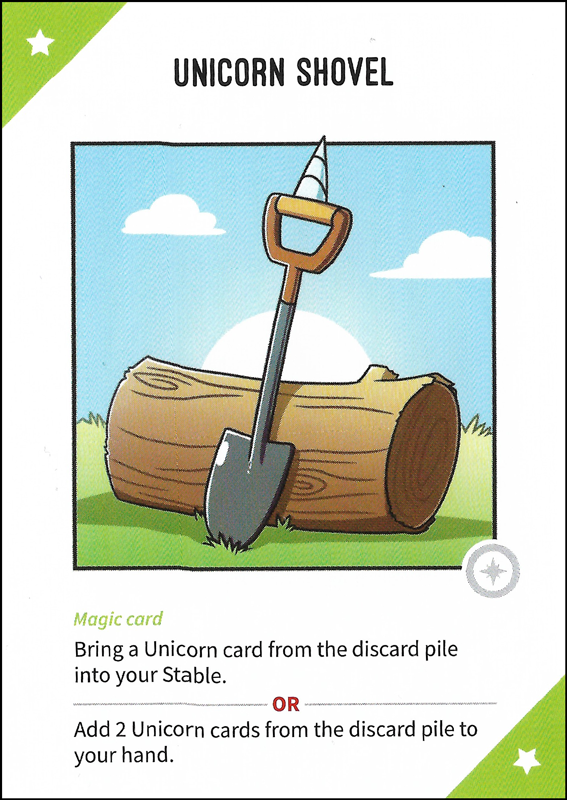 UNICORN SHOVEL
Magic card
Bring a Unicorn card from the discard pile
into your Stable.
OR
Add 2 Unicorn cards from the discard pile to
your hand.